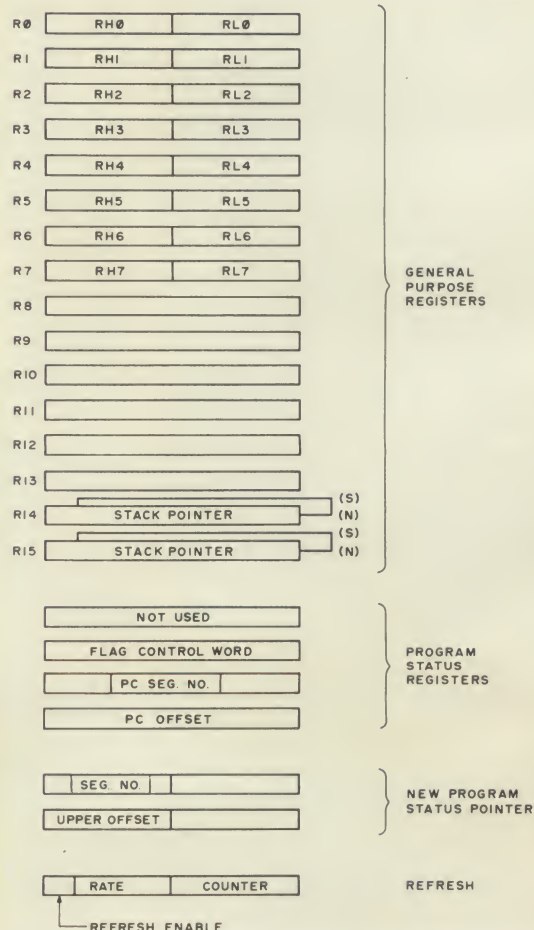 RØ RHØ RLØ
R1 RH1 RL1
R2 RH2 RL2
R3 RH3 RL3
R4 RH4 RL4
R5 RH5 RL5
R6 RH6 RL6
R7 RH7 RL7
GENERAL
PURPOSE
REGISTERS
R8
R9
R10
R11
R12
R13
(S)
R14 STACK POINTER (N)
(S)
R15 STACK POINTER (N)
NOT USED
FLAG CONTROL WORD
PC SEG. NO.
PC OFFSET
PROGRAM
STATUS
REGISTERS
SEG. NO.
UPPER OFFSET
NEW PROGRAM
STATUS POINTER
RATE COUNTER REFRESH
REFRESH ENABLE